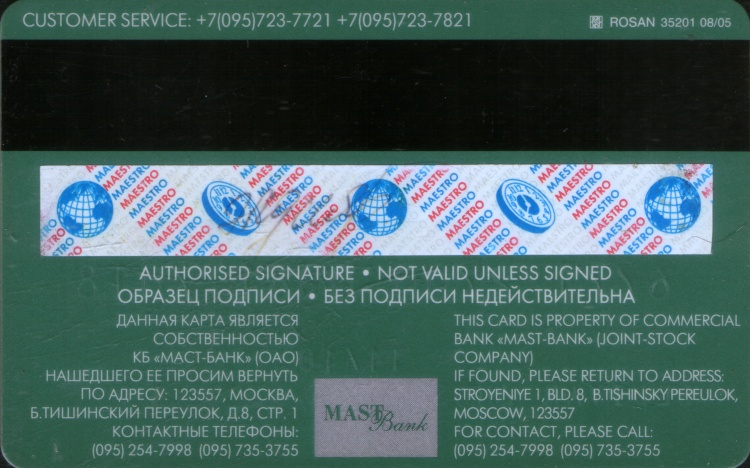 CUSTOMER SERVICE: +7(095)723-7721 +7(095)723-7821
ROSAN 35201 08/05
MAESTRO MAESTRO MAESTRO MAESTRO MAESTRO
AUTHORISED SIGNATURE • NOT VALID UNLESS SIGNED
ОБРАЗЕЦ ПОДПИСИ • БЕЗ ПОДПИСИ НЕДЕЙСТВИТЕЛЬНА
ДАННАЯ КАРТА ЯВЛЯЕТСЯ
СОБСТВЕННОСТЬЮ
КБ «МАСТ-БАНК» (ОАО)
НАШЕДШЕГО ЕЕ ПРОСИМ ВЕРНУТЬ
ПО АДРЕСУ: 123557, МОСКВА,
Б.ТИШИНСКИЙ ПЕРЕУЛОК, Д.8, СТР. 1
КОНТАКТНЫЕ ТЕЛЕФОНЫ:
(095) 254-7998 (095) 735-3755
MAST
Bank
THIS CARD IS PROPERTY OF COMMERCIAL
BANK «MAST-BANK» (JOINT-STOCK
COMPANY)
IF FOUND, PLEASE RETURN TO ADDRESS:
STROYENIYE 1, BLD. 8, B.TISHINSKY PEREULOK,
MOSCOW, 123557
FOR CONTACT, PLEASE CALL:
(095) 254-7998 (095) 735-3755